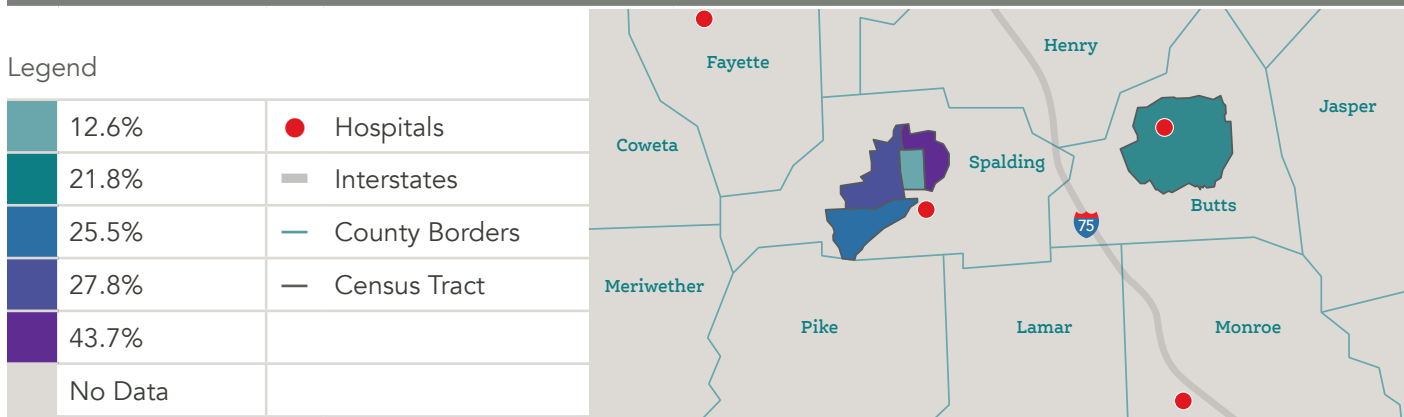 Legend
12.6% Hospitals
21.8% Interstates
25.5% County Borders
27.8% Census Tract
43.7%
No Data
Henry
Fayette
Jasper
Coweta
Spalding
Butts
75
Meriwether
Pike
Lamar
Monroe